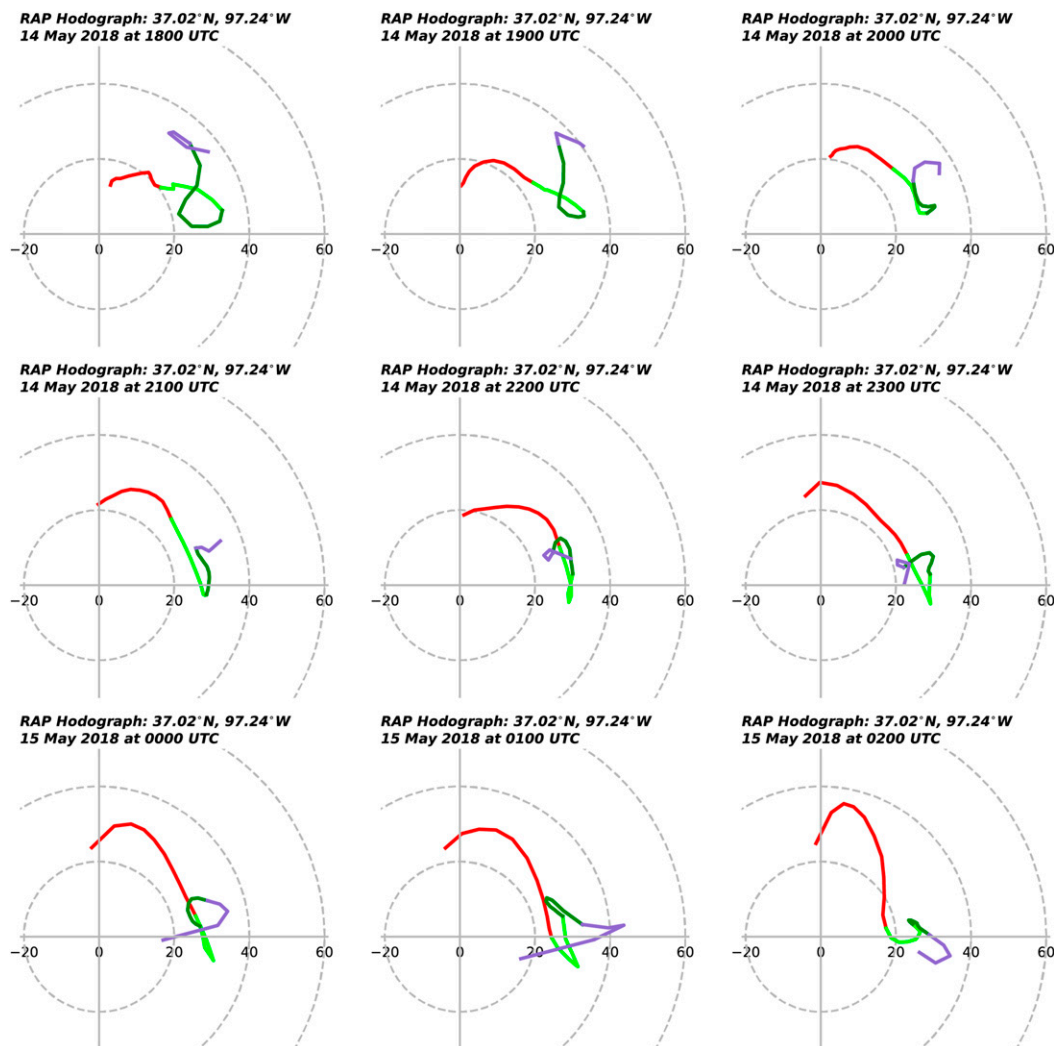 RAP Hodograph: 37.02°N, 97.24°W
14 May 2018 at 1800 UTC
−20 0 20 40 60
RAP Hodograph: 37.02°N, 97.24°W
14 May 2018 at 1900 UTC
−20 0 20 40 60
RAP Hodograph: 37.02°N, 97.24°W
14 May 2018 at 2000 UTC
−20 0 20 40 60
RAP Hodograph: 37.02°N, 97.24°W
14 May 2018 at 2100 UTC
−20 0 20 40 60
RAP Hodograph: 37.02°N, 97.24°W
14 May 2018 at 2200 UTC
−20 0 20 40 60
RAP Hodograph: 37.02°N, 97.24°W
14 May 2018 at 2300 UTC
−20 0 20 40 60
RAP Hodograph: 37.02°N, 97.24°W
15 May 2018 at 0000 UTC
−20 0 20 40 60
RAP Hodograph: 37.02°N, 97.24°W
15 May 2018 at 0100 UTC
−20 0 20 40 60
RAP Hodograph: 37.02°N, 97.24°W
15 May 2018 at 0200 UTC
−20 0 20 40 60